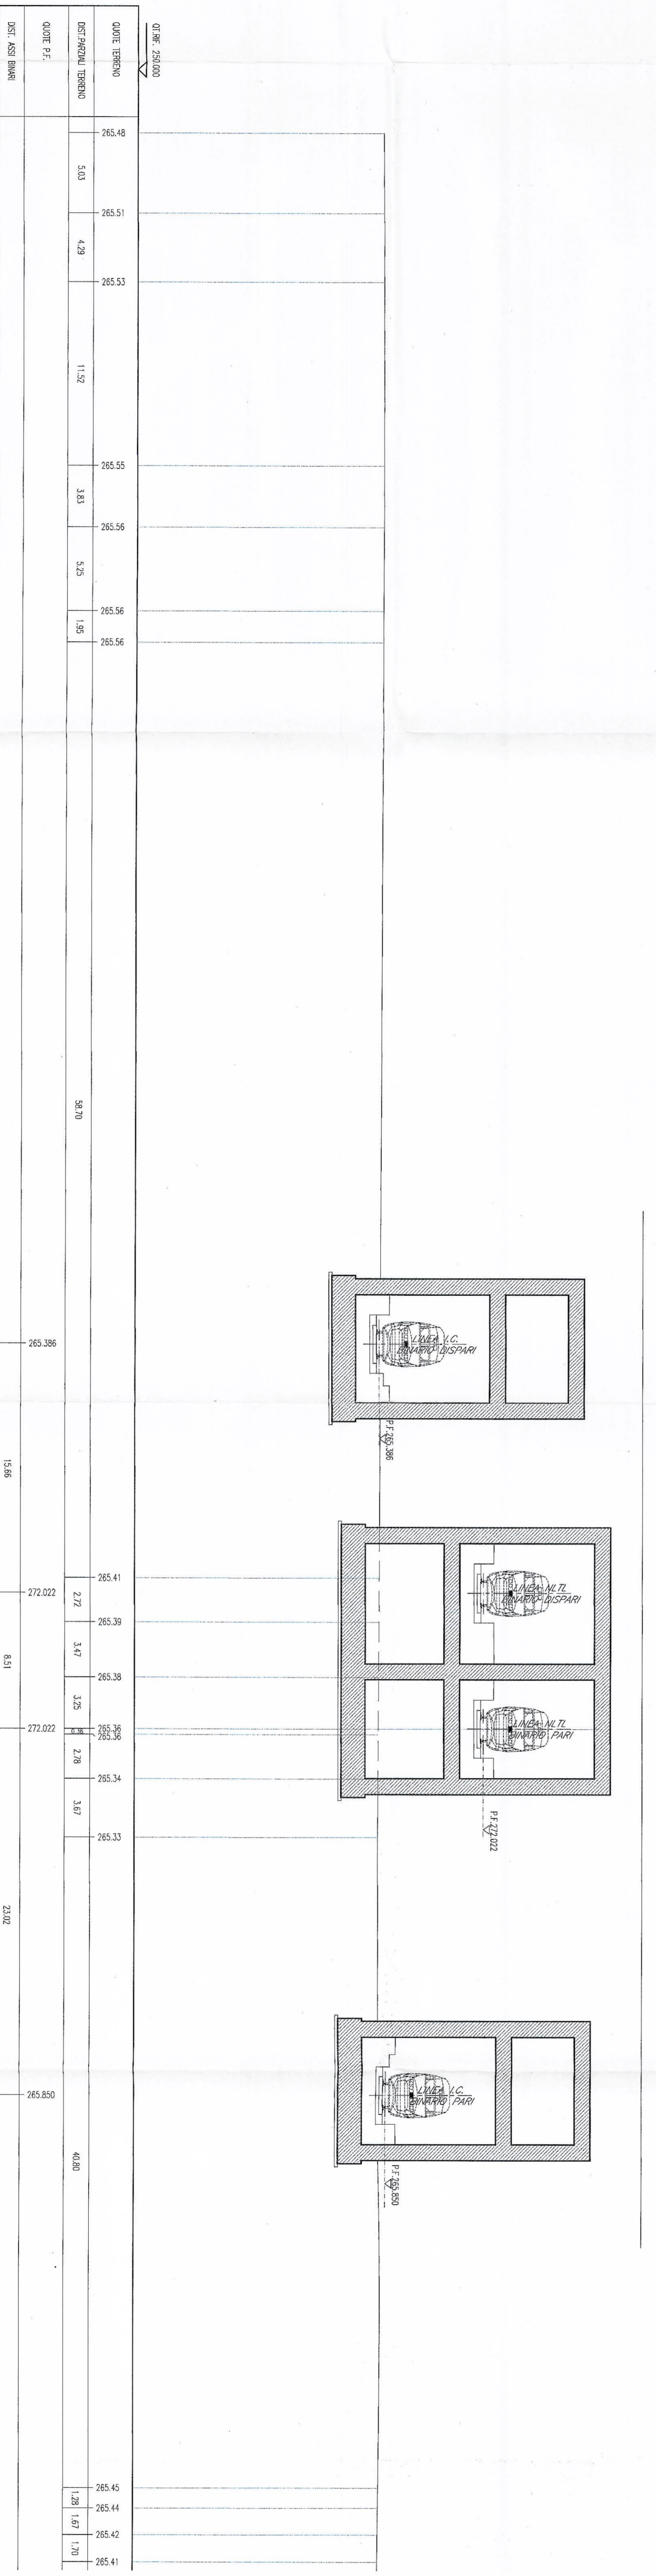 QT.RIF. 250.000
QUOTE TERRENO
265.48
265.51
265.53
265.55
265.56
265.56
265.56
265.41
265.39
265.38
265.36
265.36
265.34
265.33
265.45
265.44
265.42
265.41
DIST.PARZIALI TERRENO
5.03
4.29
11.52
3.83
5.25
1.95
58.70
2.72
3.47
3.25
0.36
2.78
3.67
40.80
1.28
1.67
1.70
QUOTE P.F.
265.386
272.022
272.022
265.850
DIST. ASSI BINARI
15.66
8.51
23.02
LINEA I.C.
BINARIO DISPARI
P.F.265.386
LINEA NLTL
BINARIO DISPARI
LINEA NLTL
BINARIO PARI
P.F.272.022
LINEA I.C.
BINARIO PARI
P.F.265.850